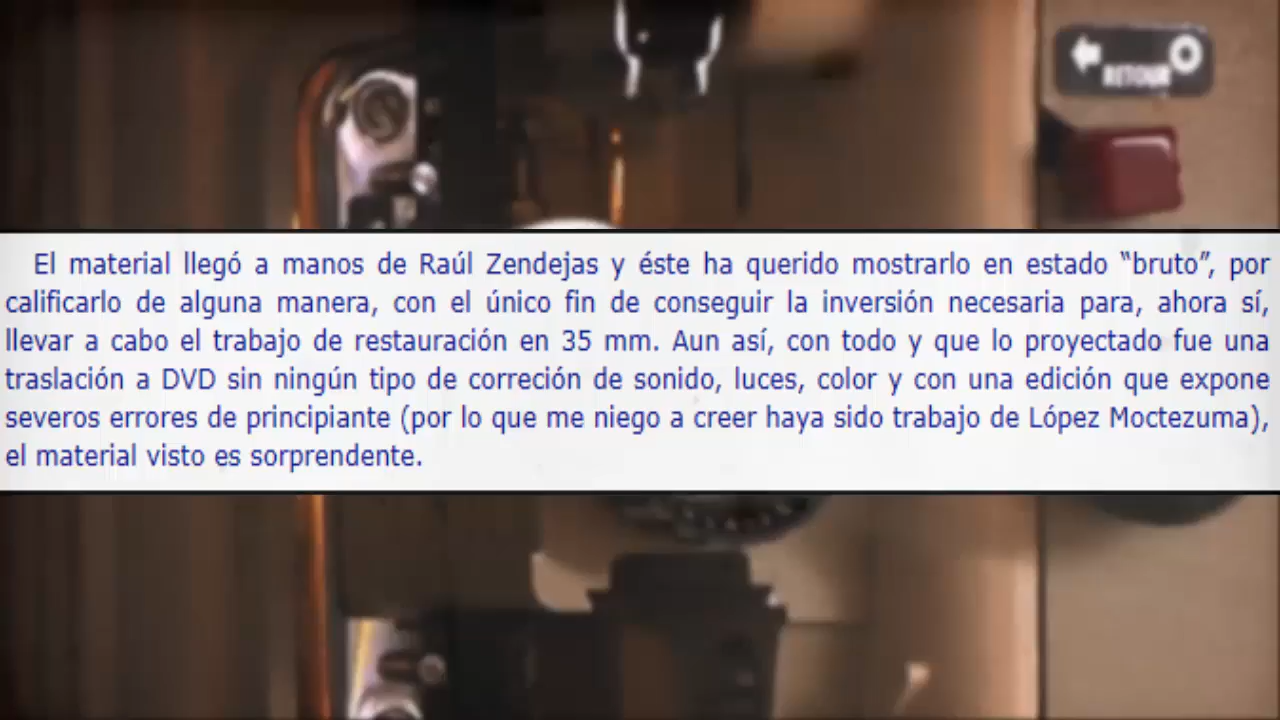 RETOUR
El material llegó a manos de Raúl Zendejas y éste ha querido mostrarlo en estado “bruto”, por
calificarlo de alguna manera, con el único fin de conseguir la inversión necesaria para, ahora sí,
llevar a cabo el trabajo de restauración en 35 mm. Aun así, con todo y que lo proyectado fue una
traslación a DVD sin ningún tipo de correción de sonido, luces, color y con una edición que expone
severos errores de principiante (por lo que me niego a creer haya sido trabajo de López Moctezuma),
el material visto es sorprendente.